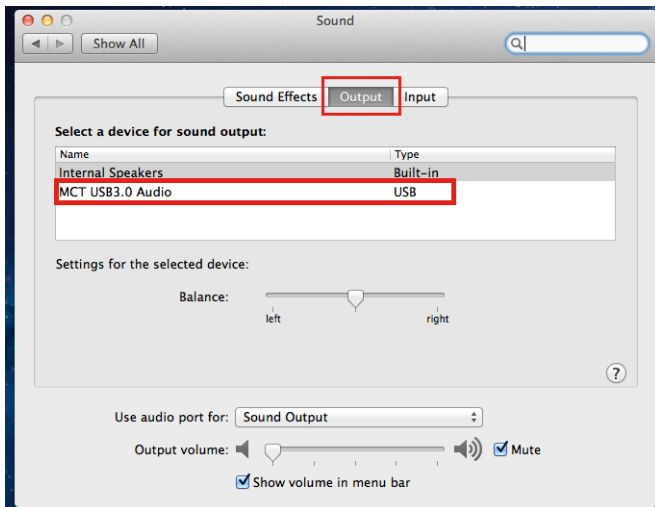 Sound
Show All
Sound Effects Output Input
Select a device for sound output:
Name Type
Internal Speakers Built-in
MCT USB3.0 Audio USB
Settings for the selected device:
Balance:
left right
?
Use audio port for: Sound Output
Output volume: Mute
Show volume in menu bar